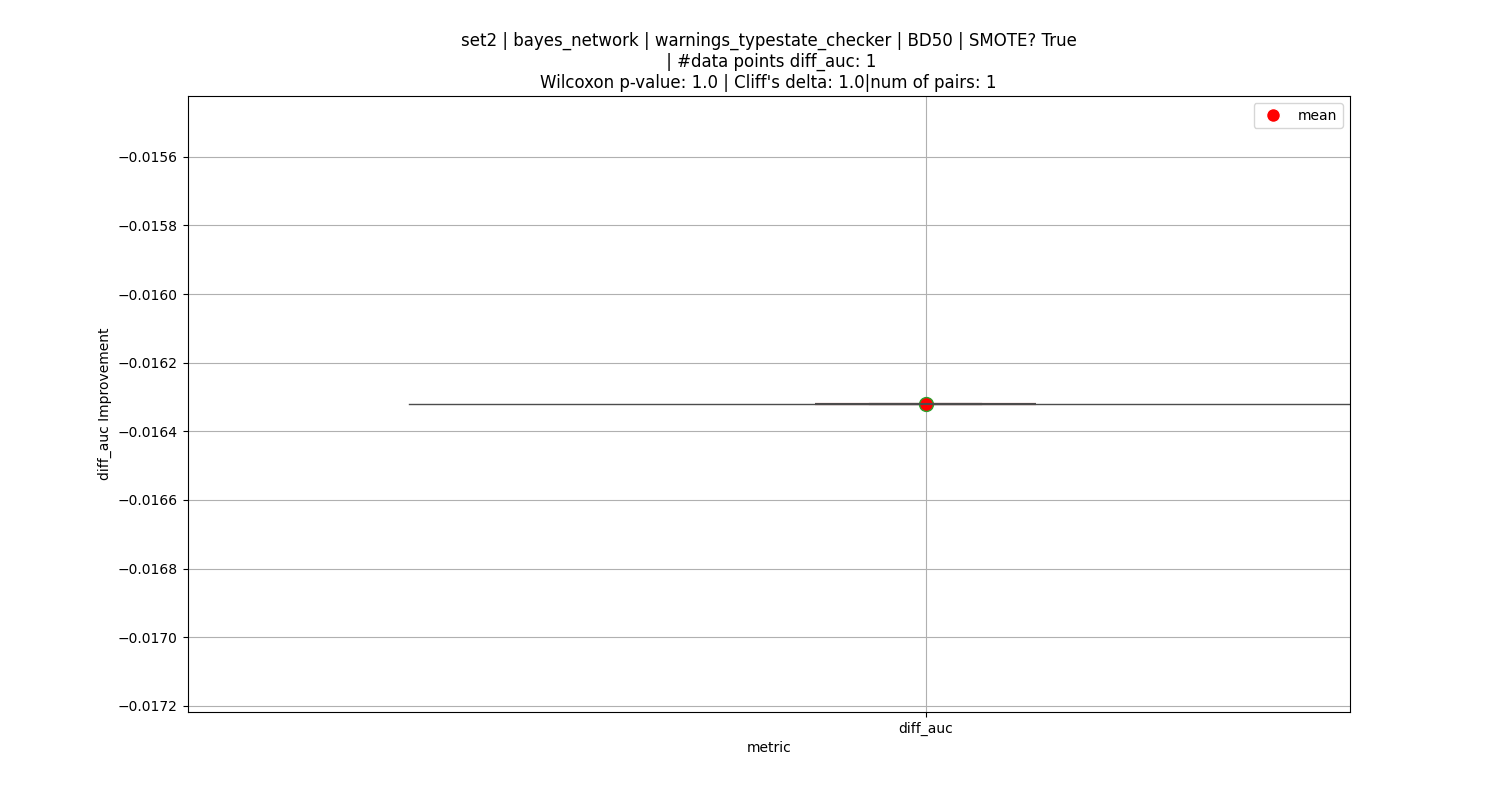 set2 | bayes_network | warnings_typestate_checker | BD50 | SMOTE? True
| #data points diff_auc: 1
Wilcoxon p-value: 1.0 | Cliff's delta: 1.0|num of pairs: 1
mean
−0.0156
−0.0158
−0.0160
−0.0162
−0.0164
−0.0166
−0.0168
−0.0170
−0.0172
diff_auc Improvement
diff_auc
metric